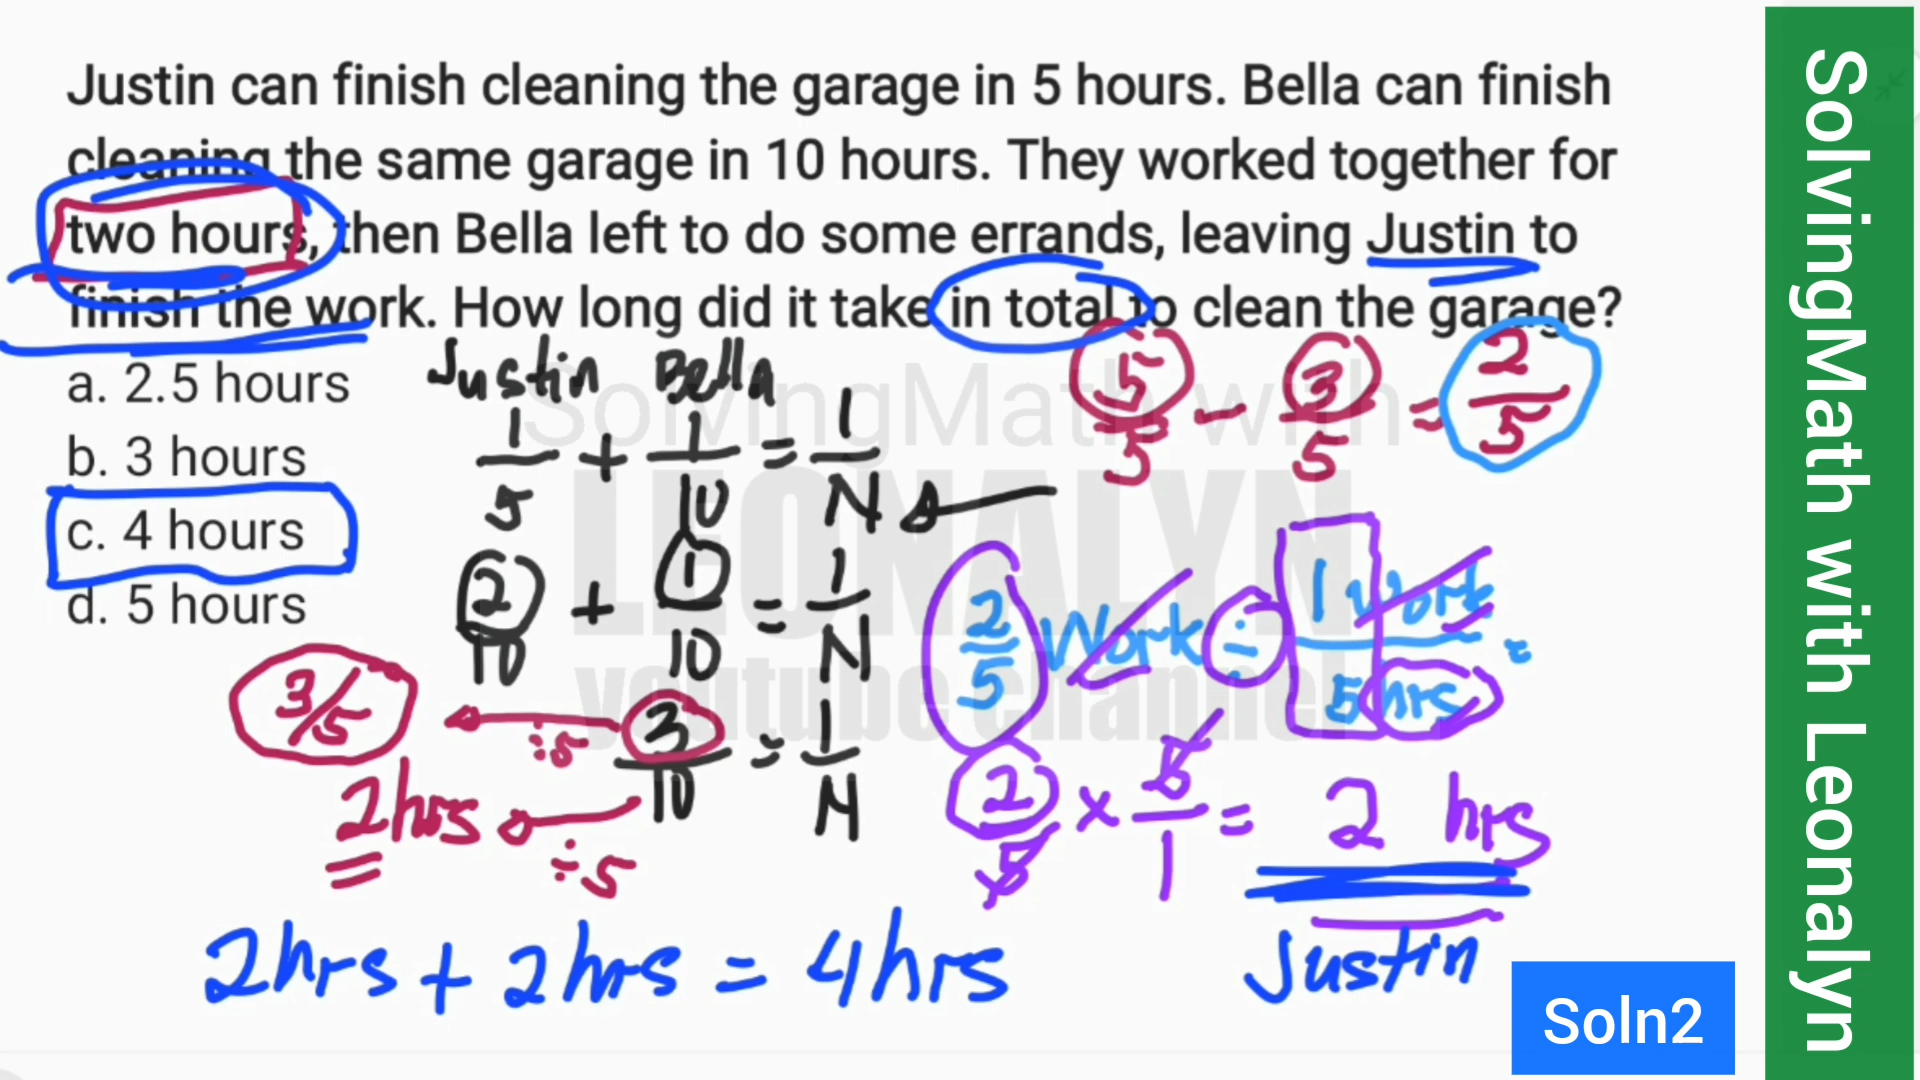 Justin can finish cleaning the garage in 5 hours. Bella can finish
cleaning the same garage in 10 hours. They worked together for
two hours, then Bella left to do some errands, leaving Justin to
finish the work. How long did it take in total to clean the garage?
a. 2.5 hours
b. 3 hours
c. 4 hours
d. 5 hours
Justin Bella
1/5 + 1/10 = 1/N
2/10 + 1/10 = 1/N
3/10 = 1/N
÷5
3/5
2hrs
÷5
5/5 - 3/5 = 2/5
2/5 Work ÷ 1 Work / 5 hrs =
2/5 x 5/1 = 2 hrs
Justin
2hrs + 2hrs = 4hrs
SolvingMath with
LEONALYN
youtube channel
Soln2
SolvingMath with Leonalyn